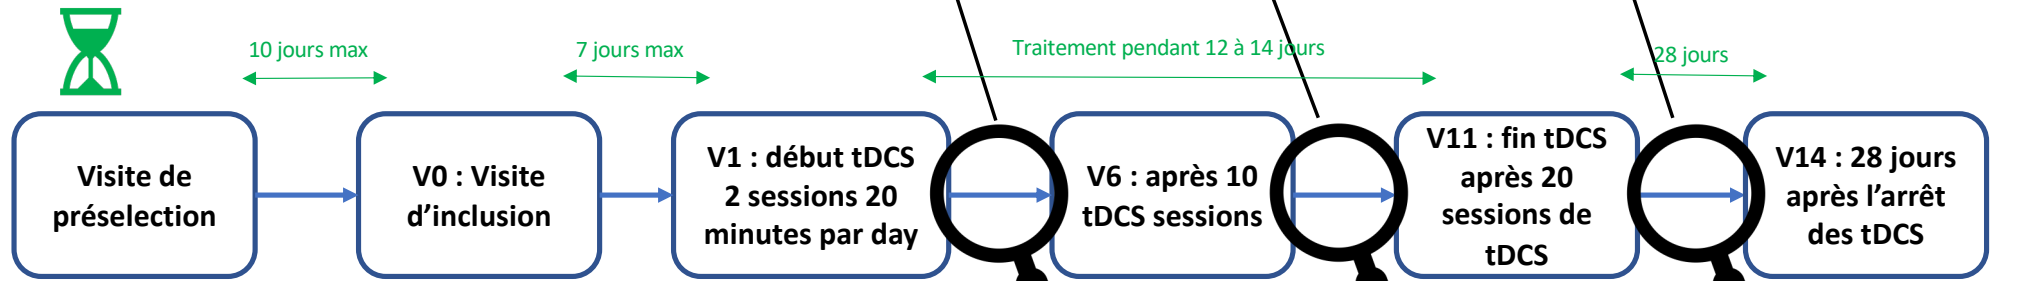 10 jours max
7 jours max
Traitement pendant 12 à 14 jours
28 jours
Visite de
préselection
V0 : Visite
d'inclusion
V1 : début tDCS
2 sessions 20
minutes par day
V6 : après 10
tDCS sessions
V11 : fin tDCS
après 20
sessions de
tDCS
V14 : 28 jours
après l'arrêt
des tDCS